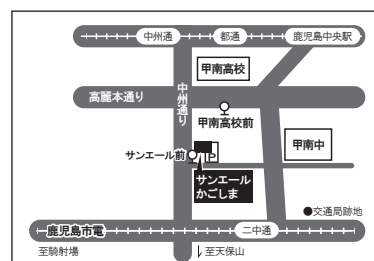 中州通
都通
鹿児島中央駅
甲南高校
中州通り
高麗本通り
甲南高校前
サンエール前
P
甲南中
サンエール
かごしま
●交通局跡地
鹿児島市電
二中通
至騎射場
至天保山